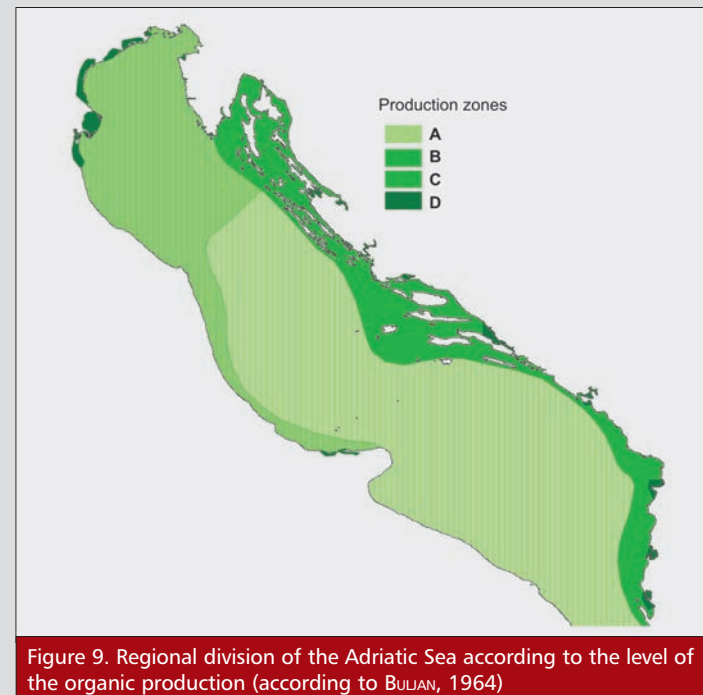 Production zones
A
B
C
D
Figure 9. Regional division of the Adriatic Sea according to the level of
the organic production (according to BULJAN, 1964)